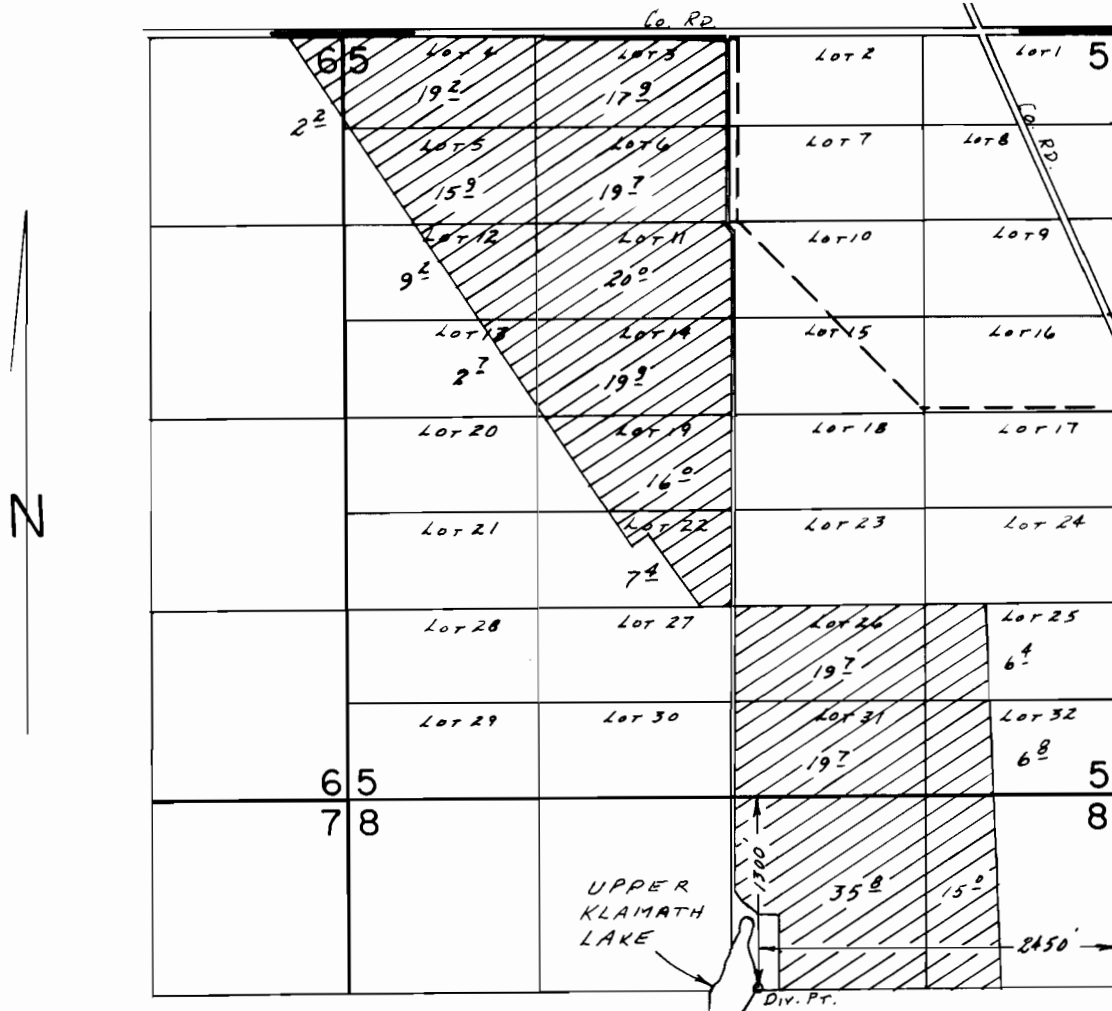 Co. RD.
6 5 LOT 4 LOT 3 LOT 2 LOT 1 5
19 2 17 9
2 2
Co. RD.
LOT 5 LOT 6 LOT 7 LOT 8
15 9 19 7
LOT 12 LOT 11 LOT 10 LOT 9
9 2 20 0
LOT 13 LOT 14 LOT 15 LOT 16
2 7 19 9
LOT 20 LOT 19 LOT 18 LOT 17
16 0
N
LOT 21 LOT 22 LOT 23 LOT 24
7 4
LOT 28 LOT 27 LOT 26 LOT 25
19 7 6 4
LOT 29 LOT 30 LOT 31 LOT 32
19 7 6 8
6 5 5
7 8 8
1300'
UPPER
KLAMATH
LAKE
35 8 15 0
2450'
DIV. PT.